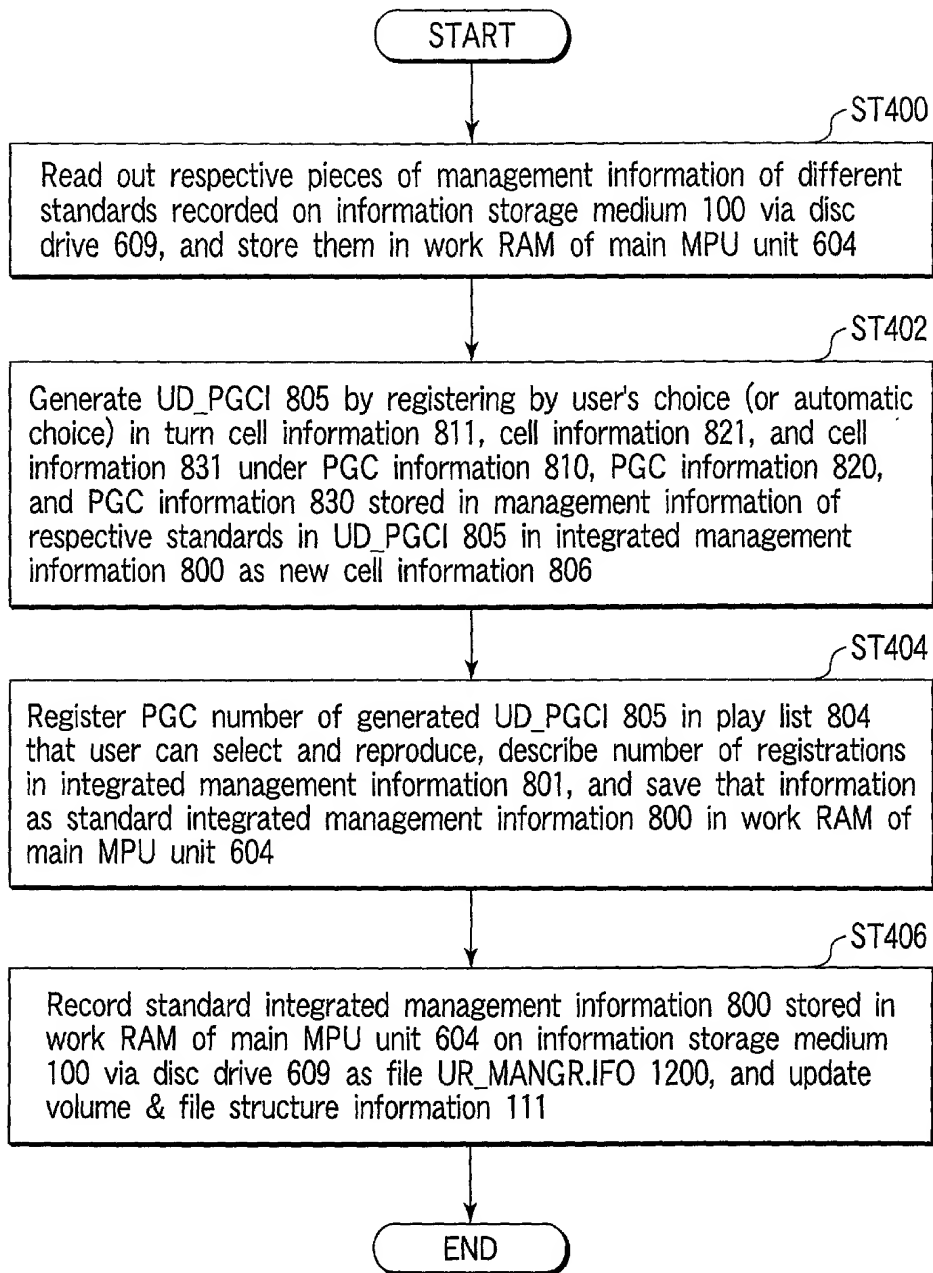 START
ST400
Read out respective pieces of management information of different
standards recorded on information storage medium 100 via disc
drive 609, and store them in work RAM of main MPU unit 604
ST402
Generate UD_PGCI 805 by registering by user's choice (or automatic
choice) in turn cell information 811, cell information 821, and cell
information 831 under PGC information 810, PGC information 820,
and PGC information 830 stored in management information of
respective standards in UD_PGCI 805 in integrated management
information 800 as new cell information 806
ST404
Register PGC number of generated UD_PGCI 805 in play list 804
that user can select and reproduce, describe number of registrations
in integrated management information 801, and save that information
as standard integrated management information 800 in work RAM of
main MPU unit 604
ST406
Record standard integrated management information 800 stored in
work RAM of main MPU unit 604 on information storage medium
100 via disc drive 609 as file UR_MANGR.IFO 1200, and update
volume & file structure information 111
END